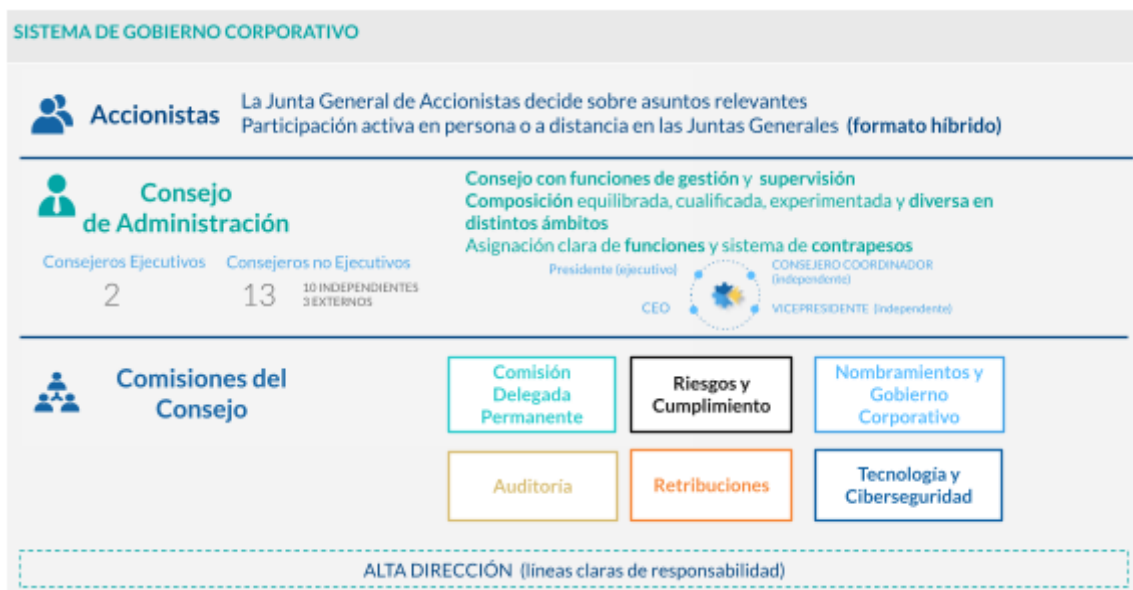 SISTEMA DE GOBIERNO CORPORATIVO
Accionistas
La Junta General de Accionistas decide sobre asuntos relevantes
Participación activa en persona o a distancia en las Juntas Generales (formato híbrido)
Consejo
de Administración
Consejeros Ejecutivos
2
Consejeros no Ejecutivos
13
10 INDEPENDIENTES
3 EXTERNOS
Consejo con funciones de gestión y supervisión
Composición equilibrada, cualificada, experimentada y diversa en
distintos ámbitos
Asignación clara de funciones y sistema de contrapesos
Presidente (ejecutivo)
CONSEJERO COORDINADOR
(independiente)
CEO
VICEPRESIDENTE (independiente)
Comisiones del
Consejo
Comisión
Delegada
Permanente
Riesgos y
Cumplimiento
Nombramientos y
Gobierno
Corporativo
Auditoría
Retribuciones
Tecnología y
Ciberseguridad
ALTA DIRECCIÓN (líneas claras de responsabilidad)